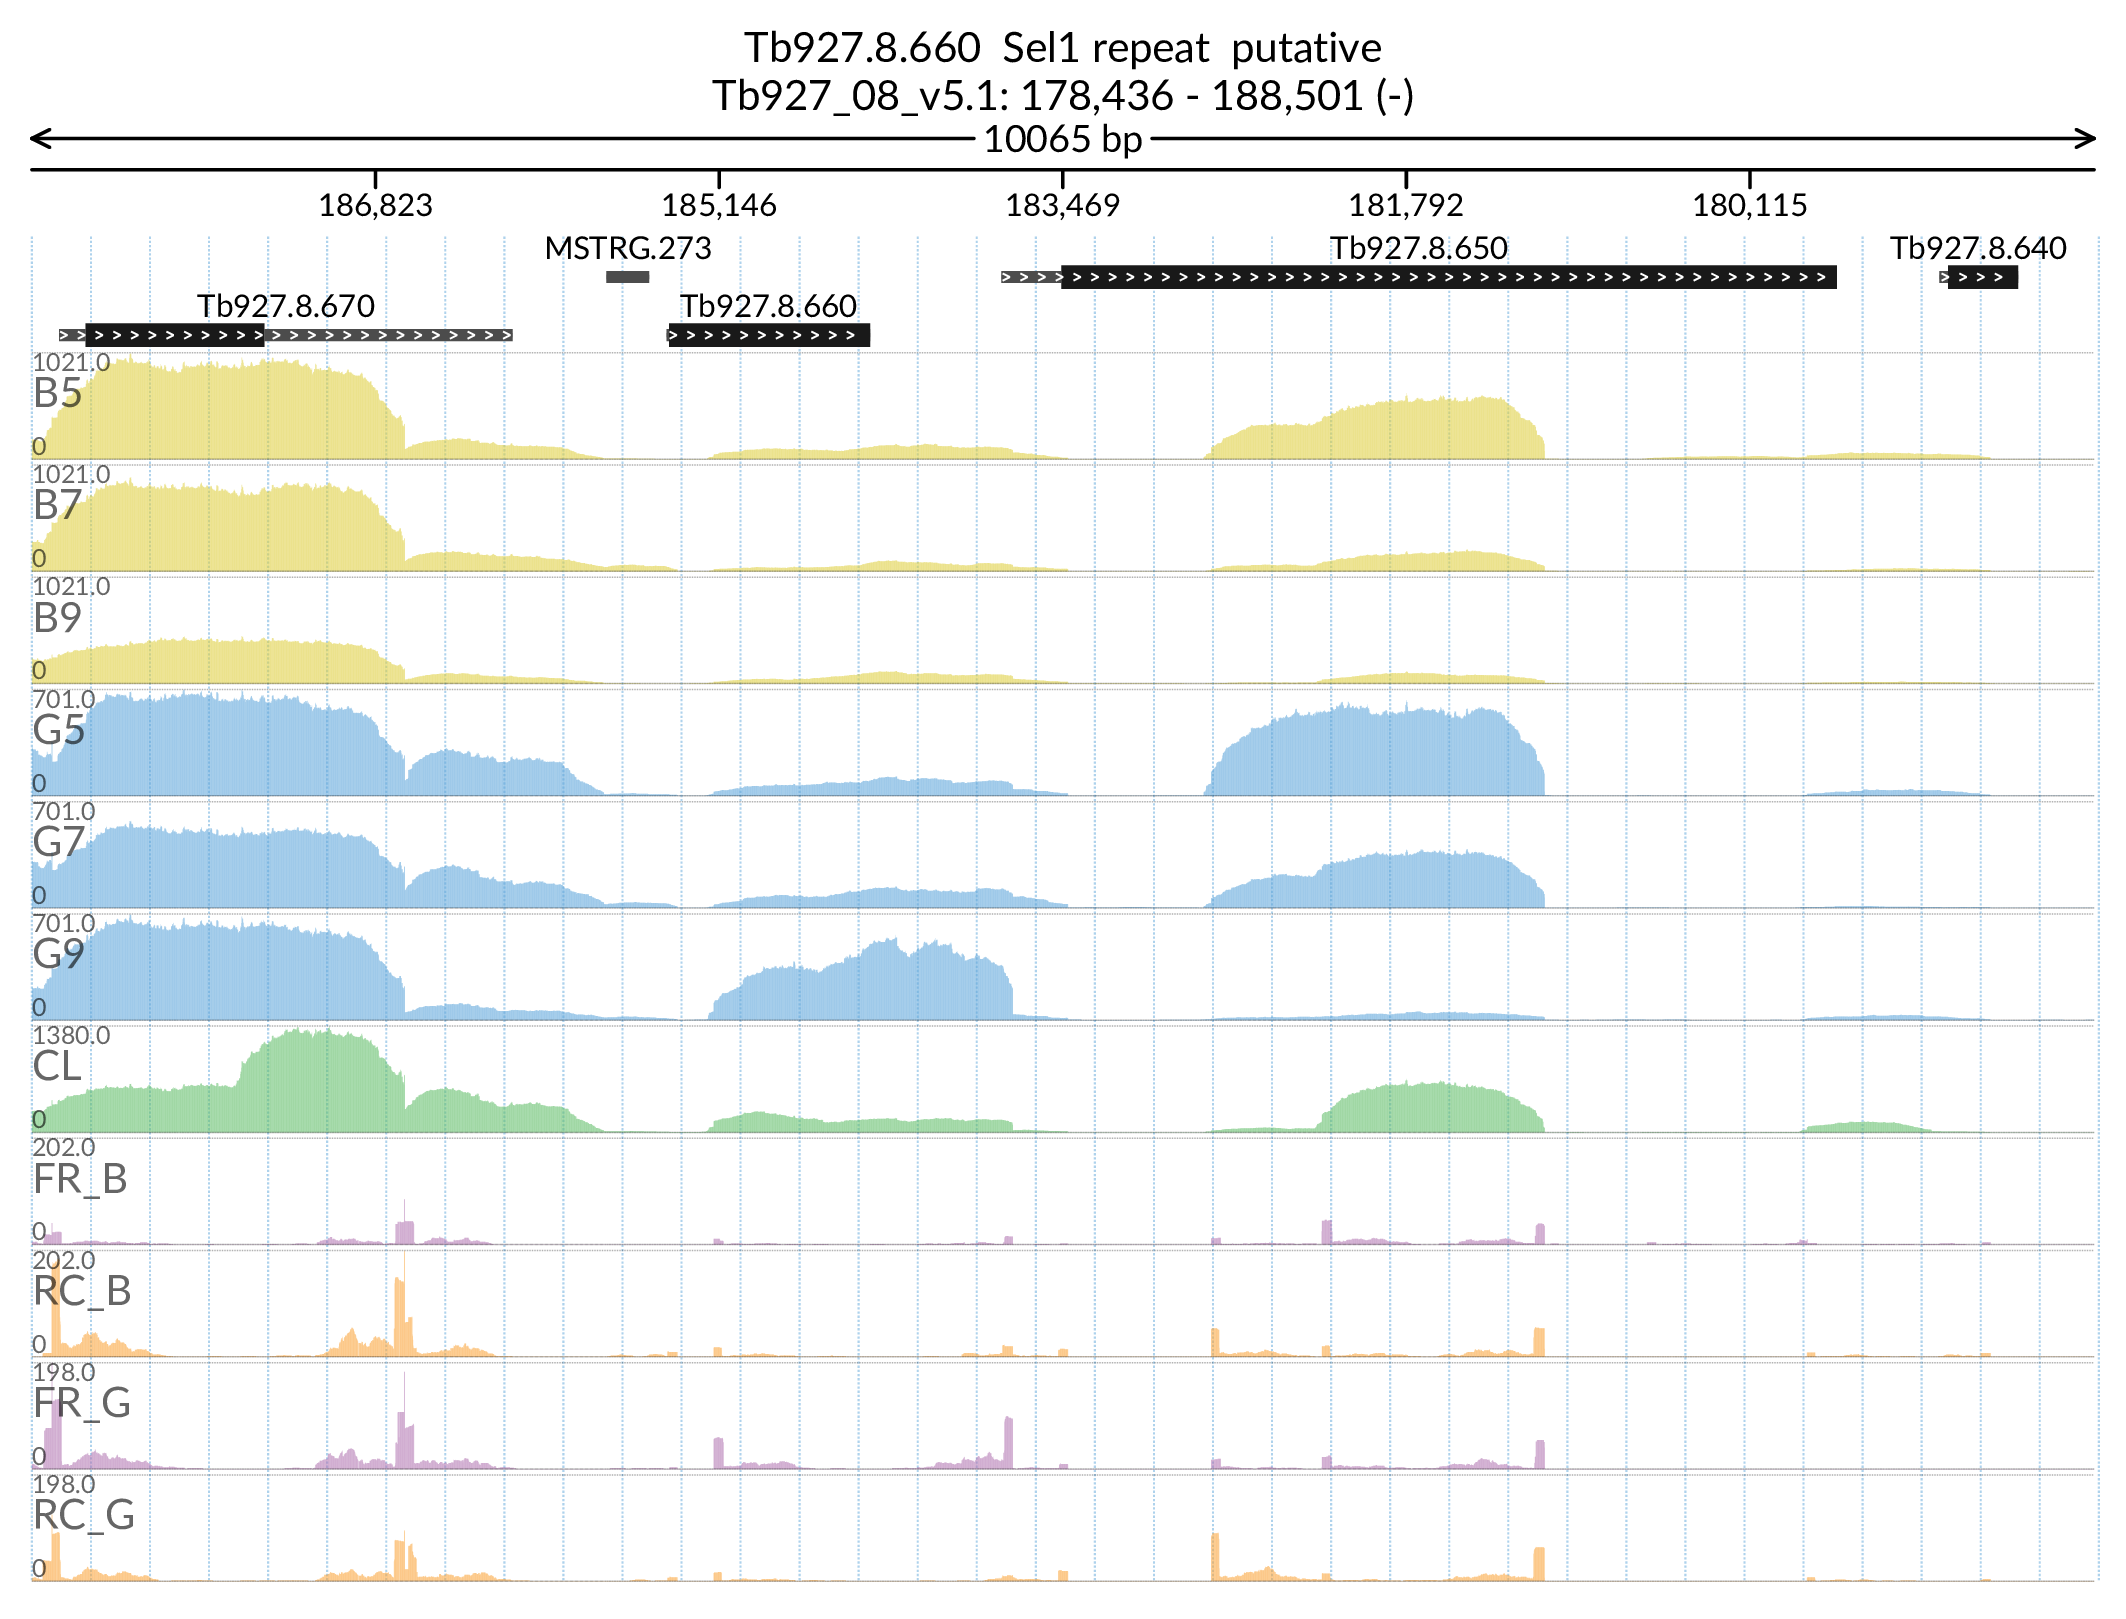 Tb927.8.660  Sel1 repeat  putative
Tb927_08_v5.1: 178,436 - 188,501 (-)
10065 bp
186,823 185,146 183,469 181,792 180,115
MSTRG.273 Tb927.8.650 Tb927.8.640
Tb927.8.670 Tb927.8.660
1021.0
B5
0
1021.0
B7
0
1021.0
B9
0
701.0
G5
0
701.0
G7
0
701.0
G9
0
1380.0
CL
0
202.0
FR_B
0
202.0
RC_B
0
198.0
FR_G
0
198.0
RC_G
0